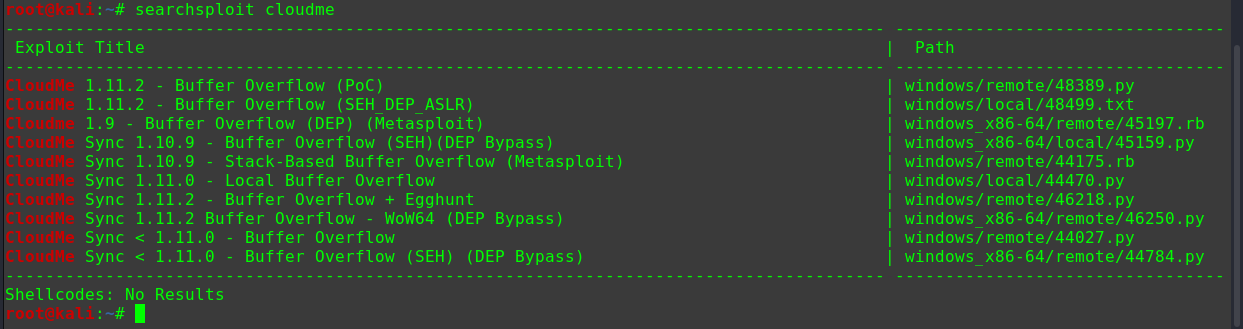 root@kali:~# searchsploit cloudme
---------------------------------------------------------------------------------------- ---------------------------------
 Exploit Title                                                                          |  Path
---------------------------------------------------------------------------------------- ---------------------------------
CloudMe 1.11.2 - Buffer Overflow (PoC)                                                  | windows/remote/48389.py
CloudMe 1.11.2 - Buffer Overflow (SEH_DEP_ASLR)                                         | windows/local/48499.txt
Cloudme 1.9 - Buffer Overflow (DEP) (Metasploit)                                        | windows_x86-64/remote/45197.rb
CloudMe Sync 1.10.9 - Buffer Overflow (SEH)(DEP Bypass)                                 | windows_x86-64/local/45159.py
CloudMe Sync 1.10.9 - Stack-Based Buffer Overflow (Metasploit)                          | windows/remote/44175.rb
CloudMe Sync 1.11.0 - Local Buffer Overflow                                             | windows/local/44470.py
CloudMe Sync 1.11.2 - Buffer Overflow + Egghunt                                         | windows/remote/46218.py
CloudMe Sync 1.11.2 Buffer Overflow - WoW64 (DEP Bypass)                                | windows_x86-64/remote/46250.py
CloudMe Sync < 1.11.0 - Buffer Overflow                                                 | windows/remote/44027.py
CloudMe Sync < 1.11.0 - Buffer Overflow (SEH) (DEP Bypass)                              | windows_x86-64/remote/44784.py
---------------------------------------------------------------------------------------- ---------------------------------
Shellcodes: No Results
root@kali:~#